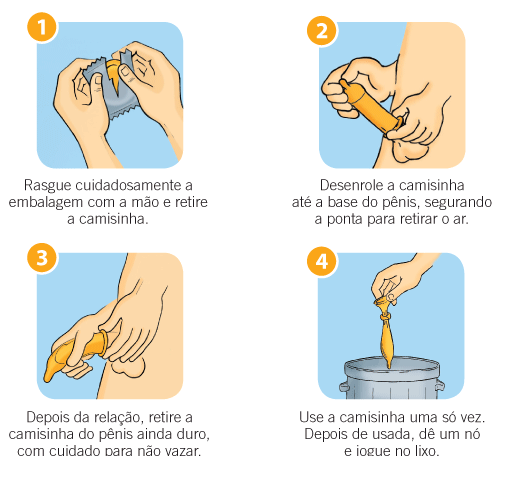 1
Rasgue cuidadosamente a
embalagem com a mão e retire
a camisinha.
2
Desenrole a camisinha
até a base do pênis, segurando
a ponta para retirar o ar.
3
Depois da relação, retire a
camisinha do pênis ainda duro,
com cuidado para não vazar.
4
Use a camisinha uma só vez.
Depois de usada, dê um nó
e jogue no lixo.